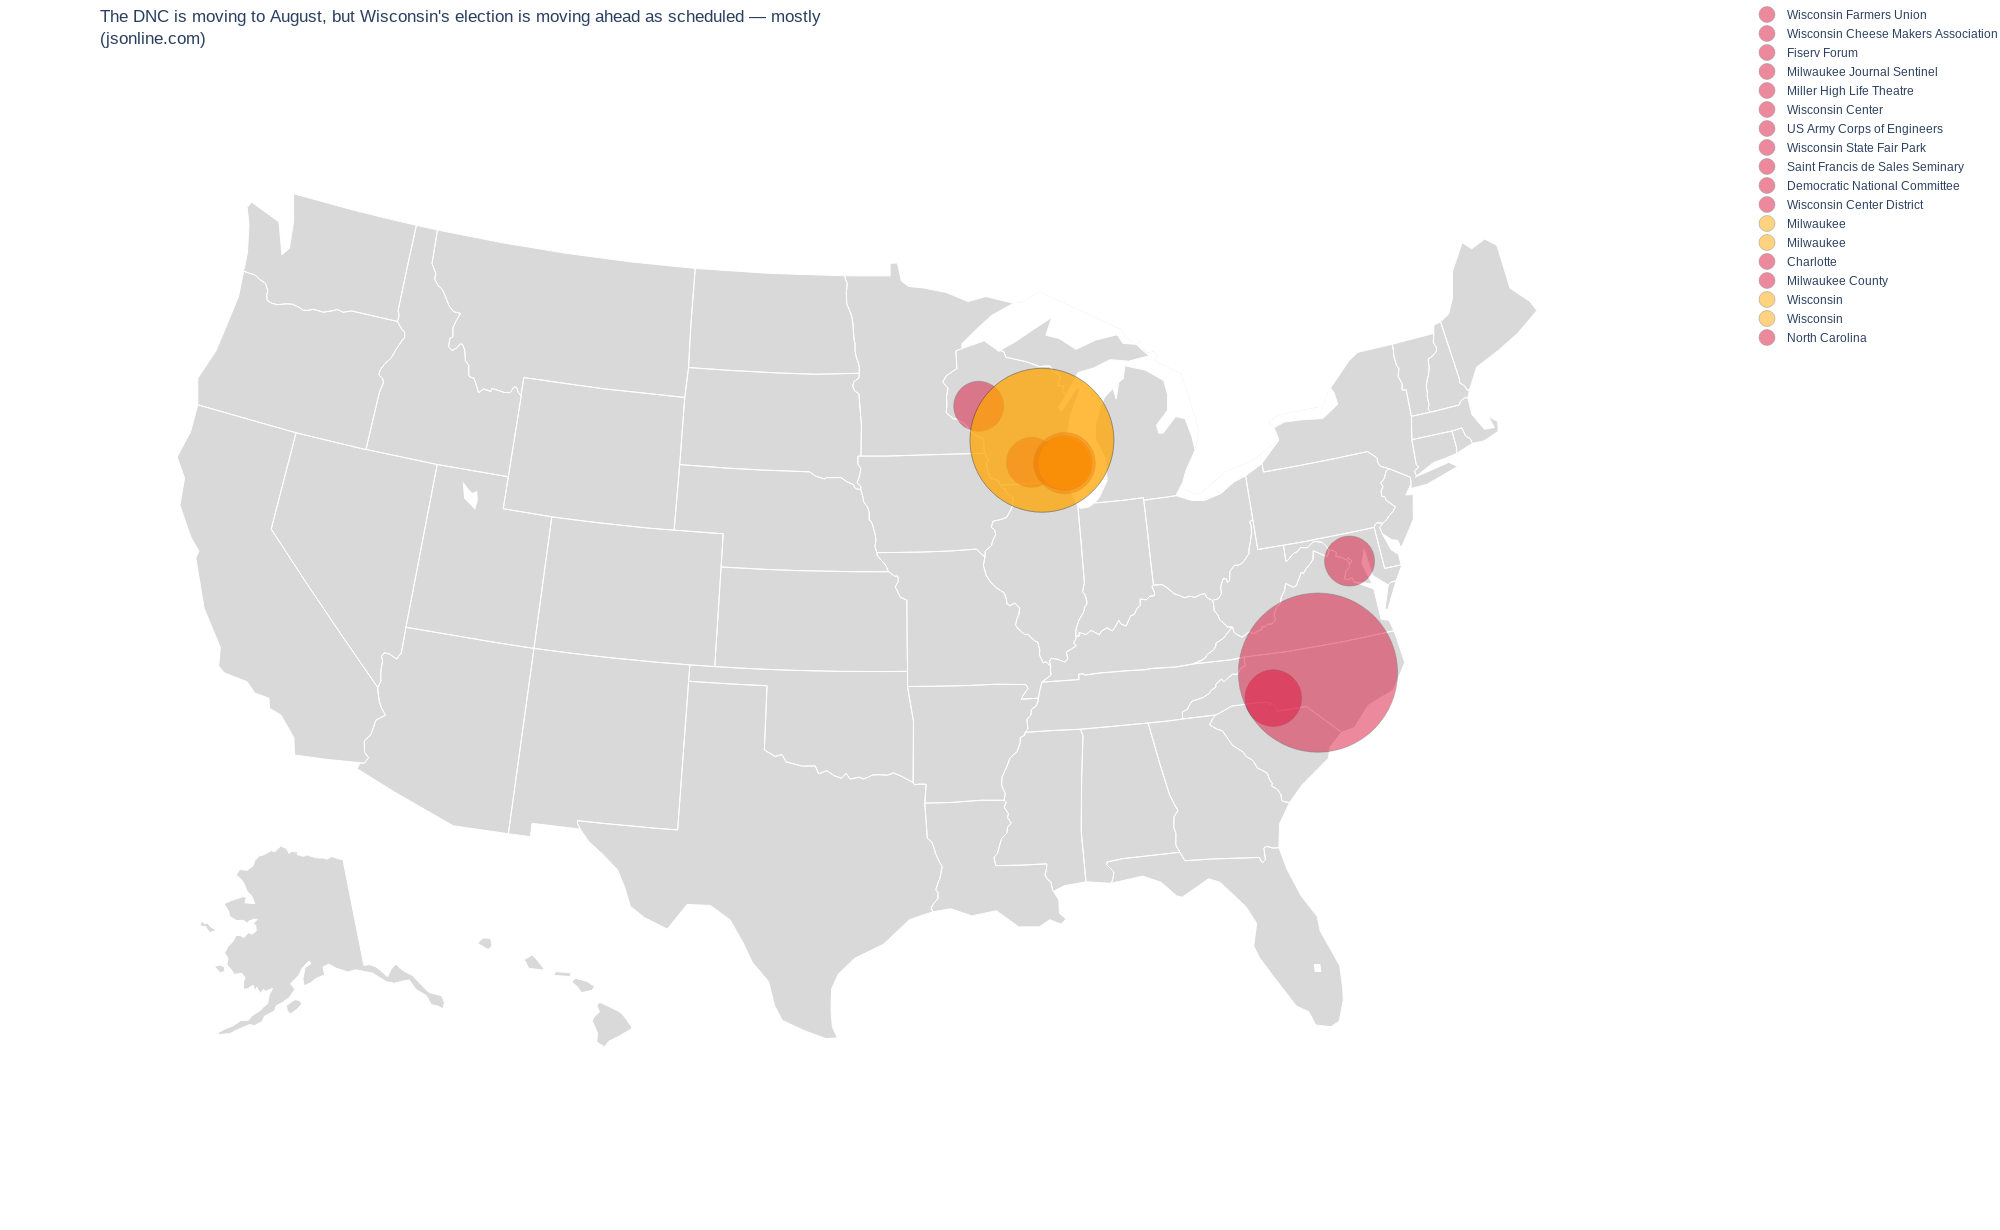 The DNC is moving to August, but Wisconsin's election is moving ahead as scheduled — mostly
(jsonline.com)
Wisconsin Farmers Union
Wisconsin Cheese Makers Association
Fiserv Forum
Milwaukee Journal Sentinel
Miller High Life Theatre
Wisconsin Center
US Army Corps of Engineers
Wisconsin State Fair Park
Saint Francis de Sales Seminary
Democratic National Committee
Wisconsin Center District
Milwaukee
Milwaukee
Charlotte
Milwaukee County
Wisconsin
Wisconsin
North Carolina